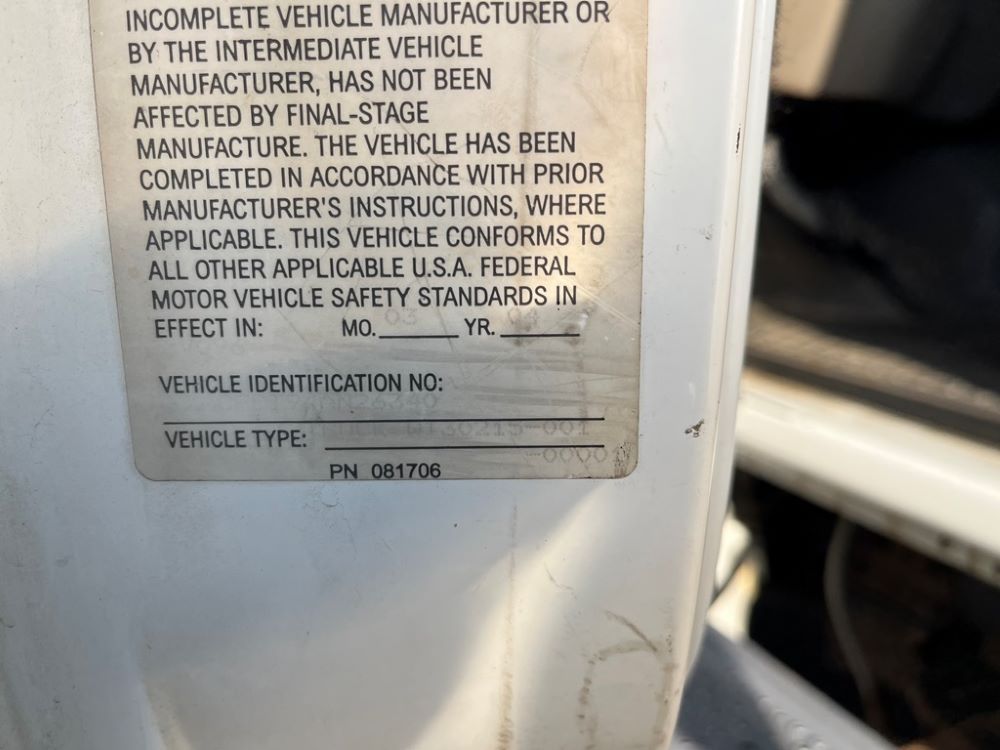 INCOMPLETE VEHICLE MANUFACTURER OR
BY THE INTERMEDIATE VEHICLE
MANUFACTURER, HAS NOT BEEN
AFFECTED BY FINAL-STAGE
MANUFACTURE. THE VEHICLE HAS BEEN
COMPLETED IN ACCORDANCE WITH PRIOR
MANUFACTURER'S INSTRUCTIONS, WHERE
APPLICABLE. THIS VEHICLE CONFORMS TO
ALL OTHER APPLICABLE U.S.A. FEDERAL
MOTOR VEHICLE SAFETY STANDARDS IN
EFFECT IN: MO. 03 YR. 04
VEHICLE IDENTIFICATION NO:
VEHICLE TYPE:
PN 081706